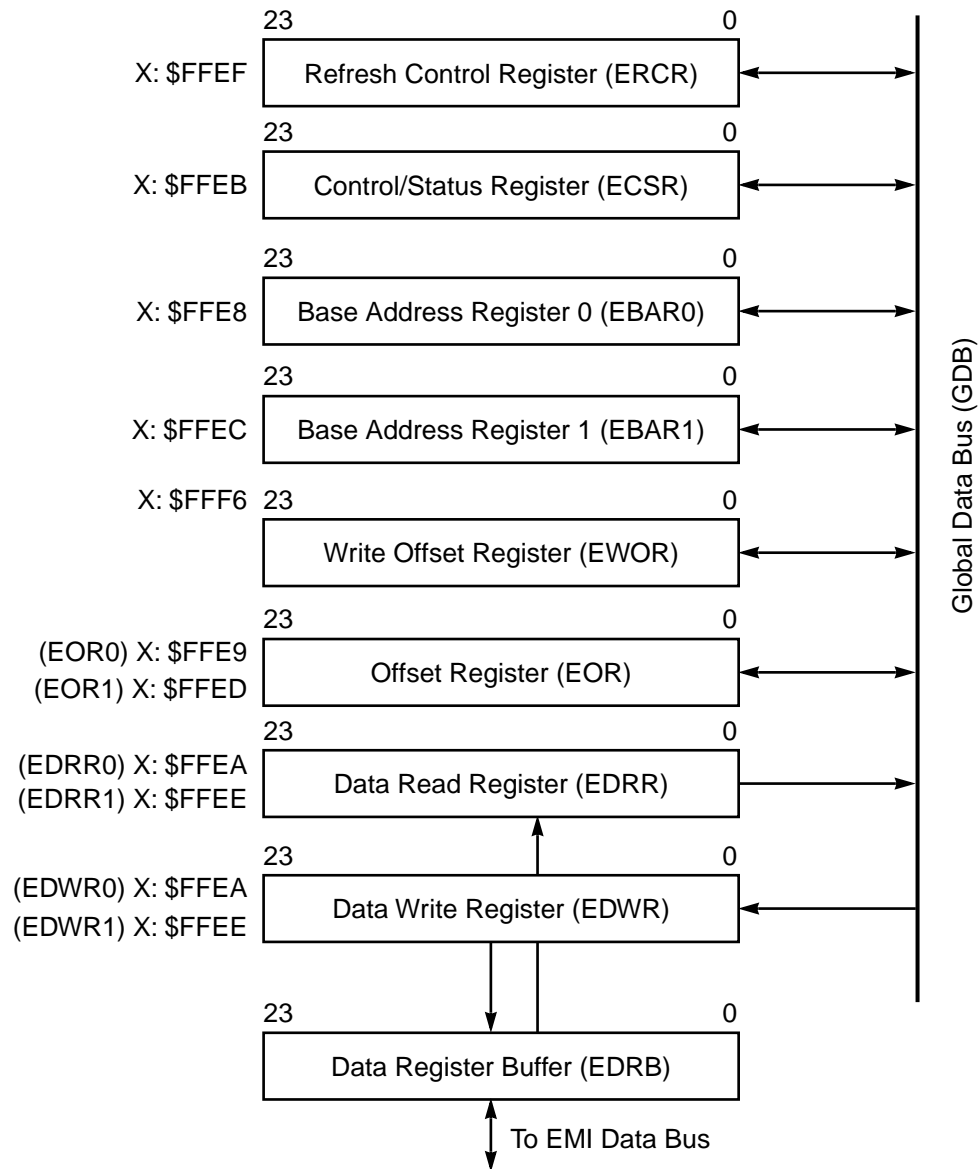 23 0
X: $FFEF Refresh Control Register (ERCR)
23 0
X: $FFEB Control/Status Register (ECSR)
23 0
X: $FFE8 Base Address Register 0 (EBAR0)
23 0
X: $FFEC Base Address Register 1 (EBAR1)
X: $FFF6 23 0
Write Offset Register (EWOR)
23 0
(EOR0) X: $FFE9
Offset Register (EOR)
(EOR1) X: $FFED
23 0
(EDRR0) X: $FFEA
Data Read Register (EDRR)
(EDRR1) X: $FFEE
23 0
(EDWR0) X: $FFEA
Data Write Register (EDWR)
(EDWR1) X: $FFEE
23 0
Data Register Buffer (EDRB)
To EMI Data Bus
Global Data Bus (GDB)